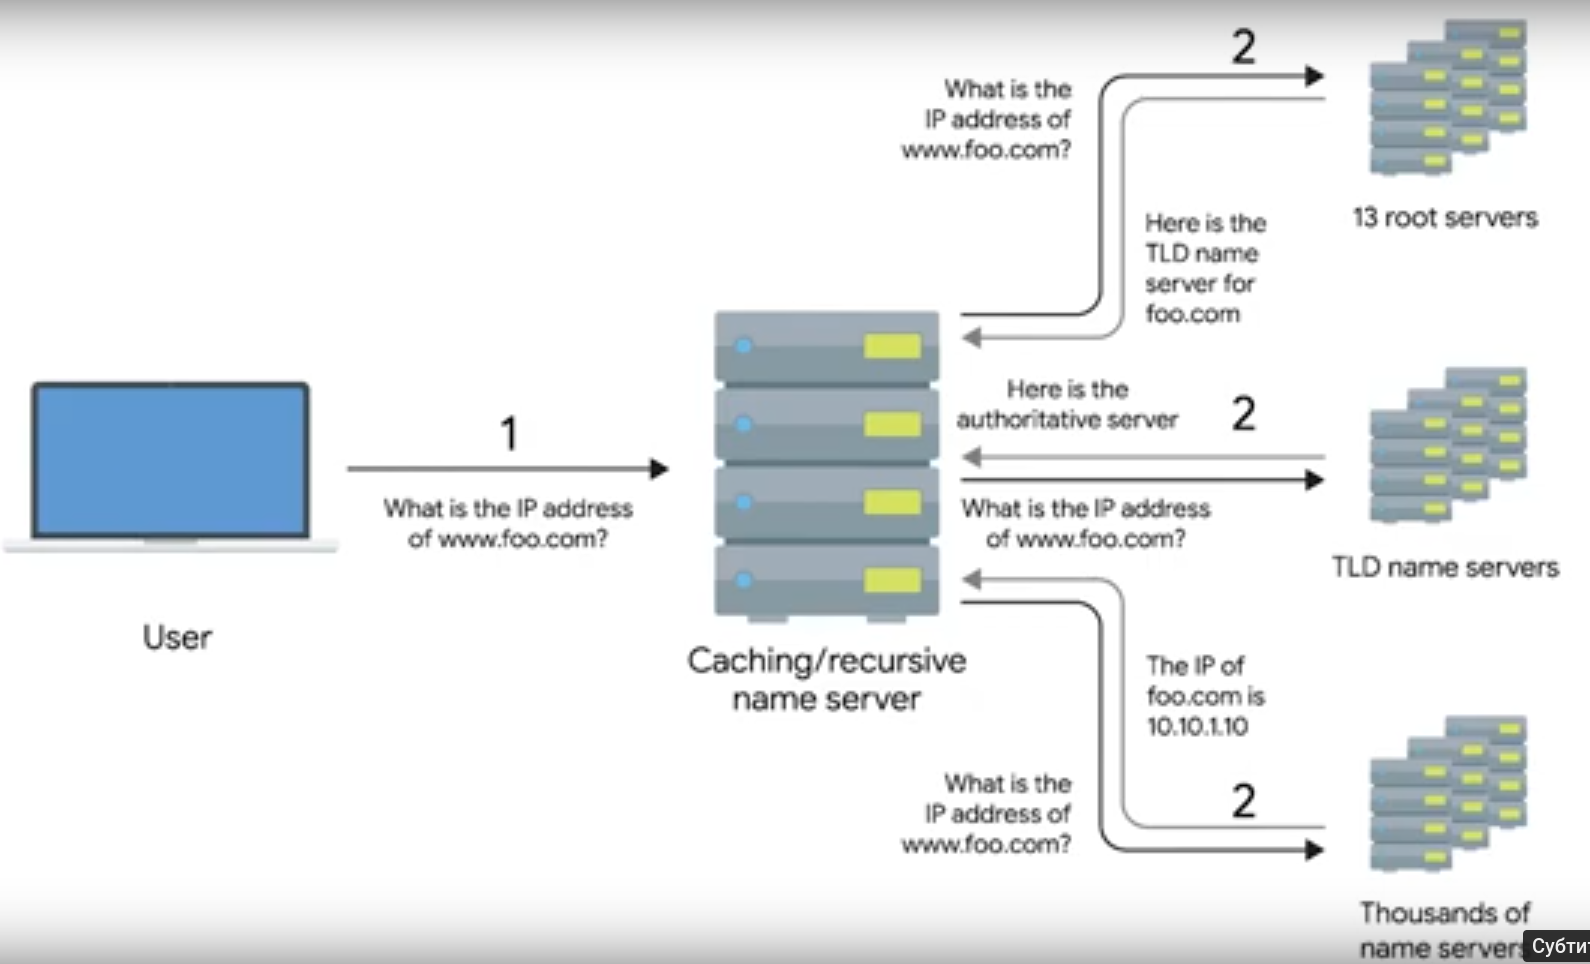 2
What is the
IP address of
www.foo.com?
13 root servers
Here is the
TLD name
server for
foo.com
Here is the
authoritative server
2
1
What is the IP address
of www.foo.com?
What is the IP address
of www.foo.com?
TLD name servers
User
Caching/recursive
name server
The IP of
foo.com is
10.10.1.10
What is the
IP address of
www.foo.com?
2
Thousands of
name servers